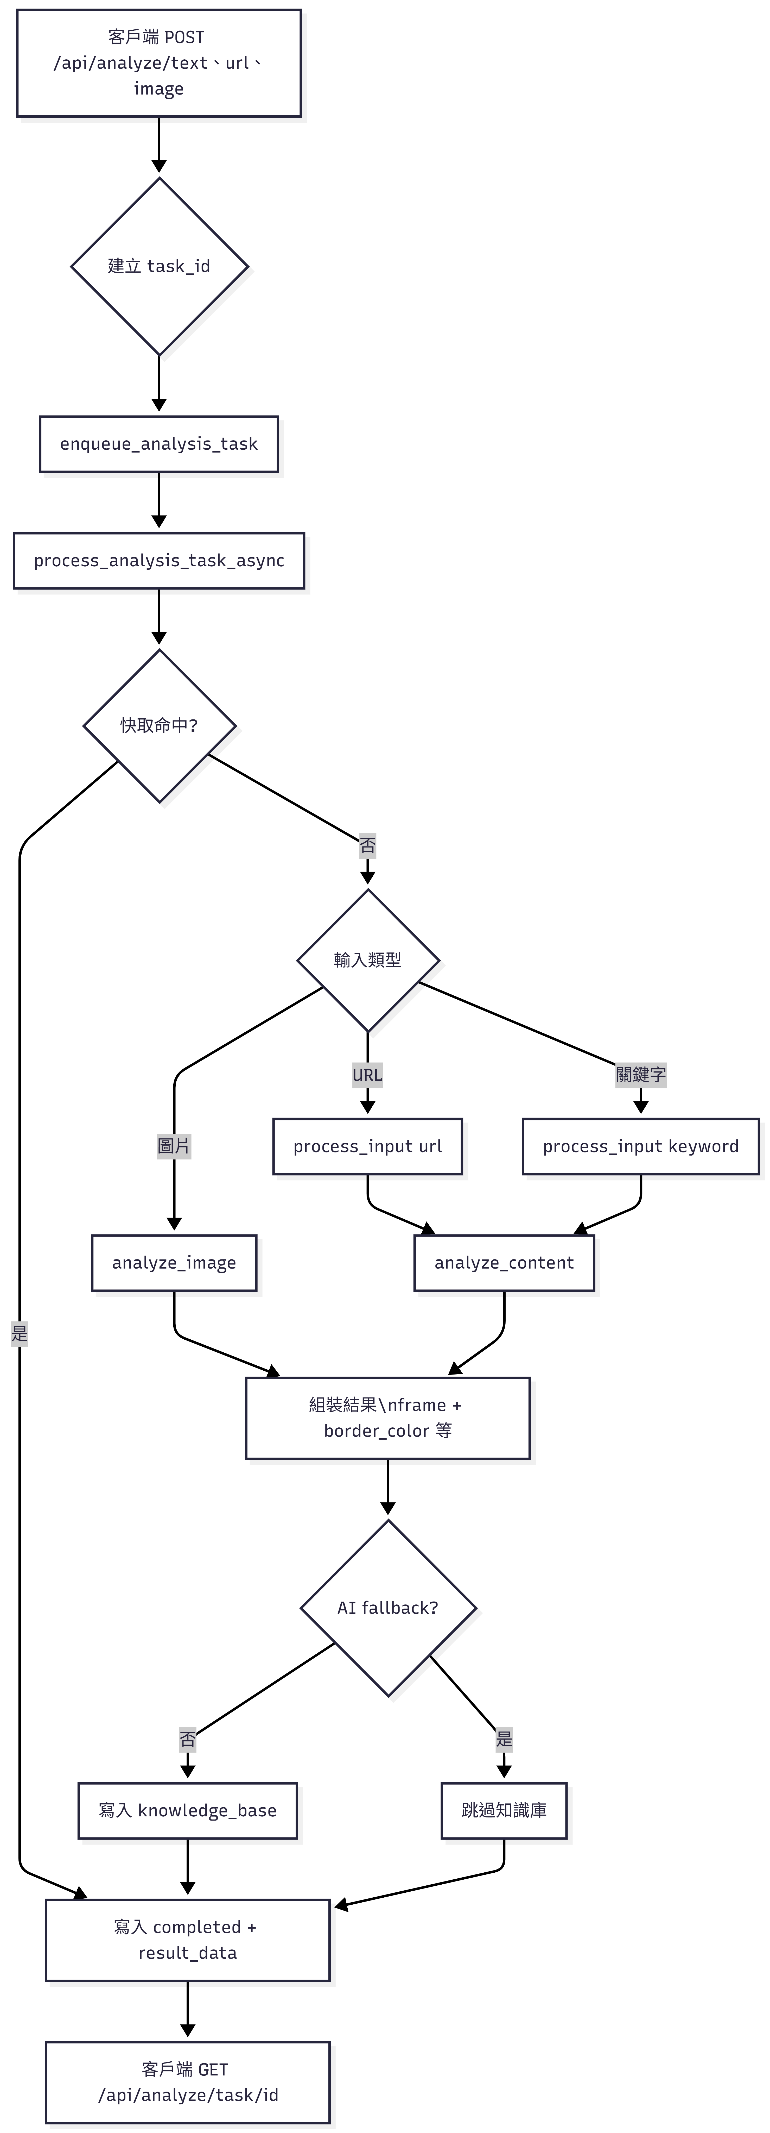 客戶端 POST
/api/analyze/text、url、
image
建立 task_id
enqueue_analysis_task
process_analysis_task_async
快取命中?
否
輸入類型
URL
關鍵字
process_input url
process_input keyword
圖片
analyze_image
analyze_content
是
組裝結果\nframe +
border_color 等
AI fallback?
否
是
寫入 knowledge_base
跳過知識庫
寫入 completed +
result_data
客戶端 GET
/api/analyze/task/id